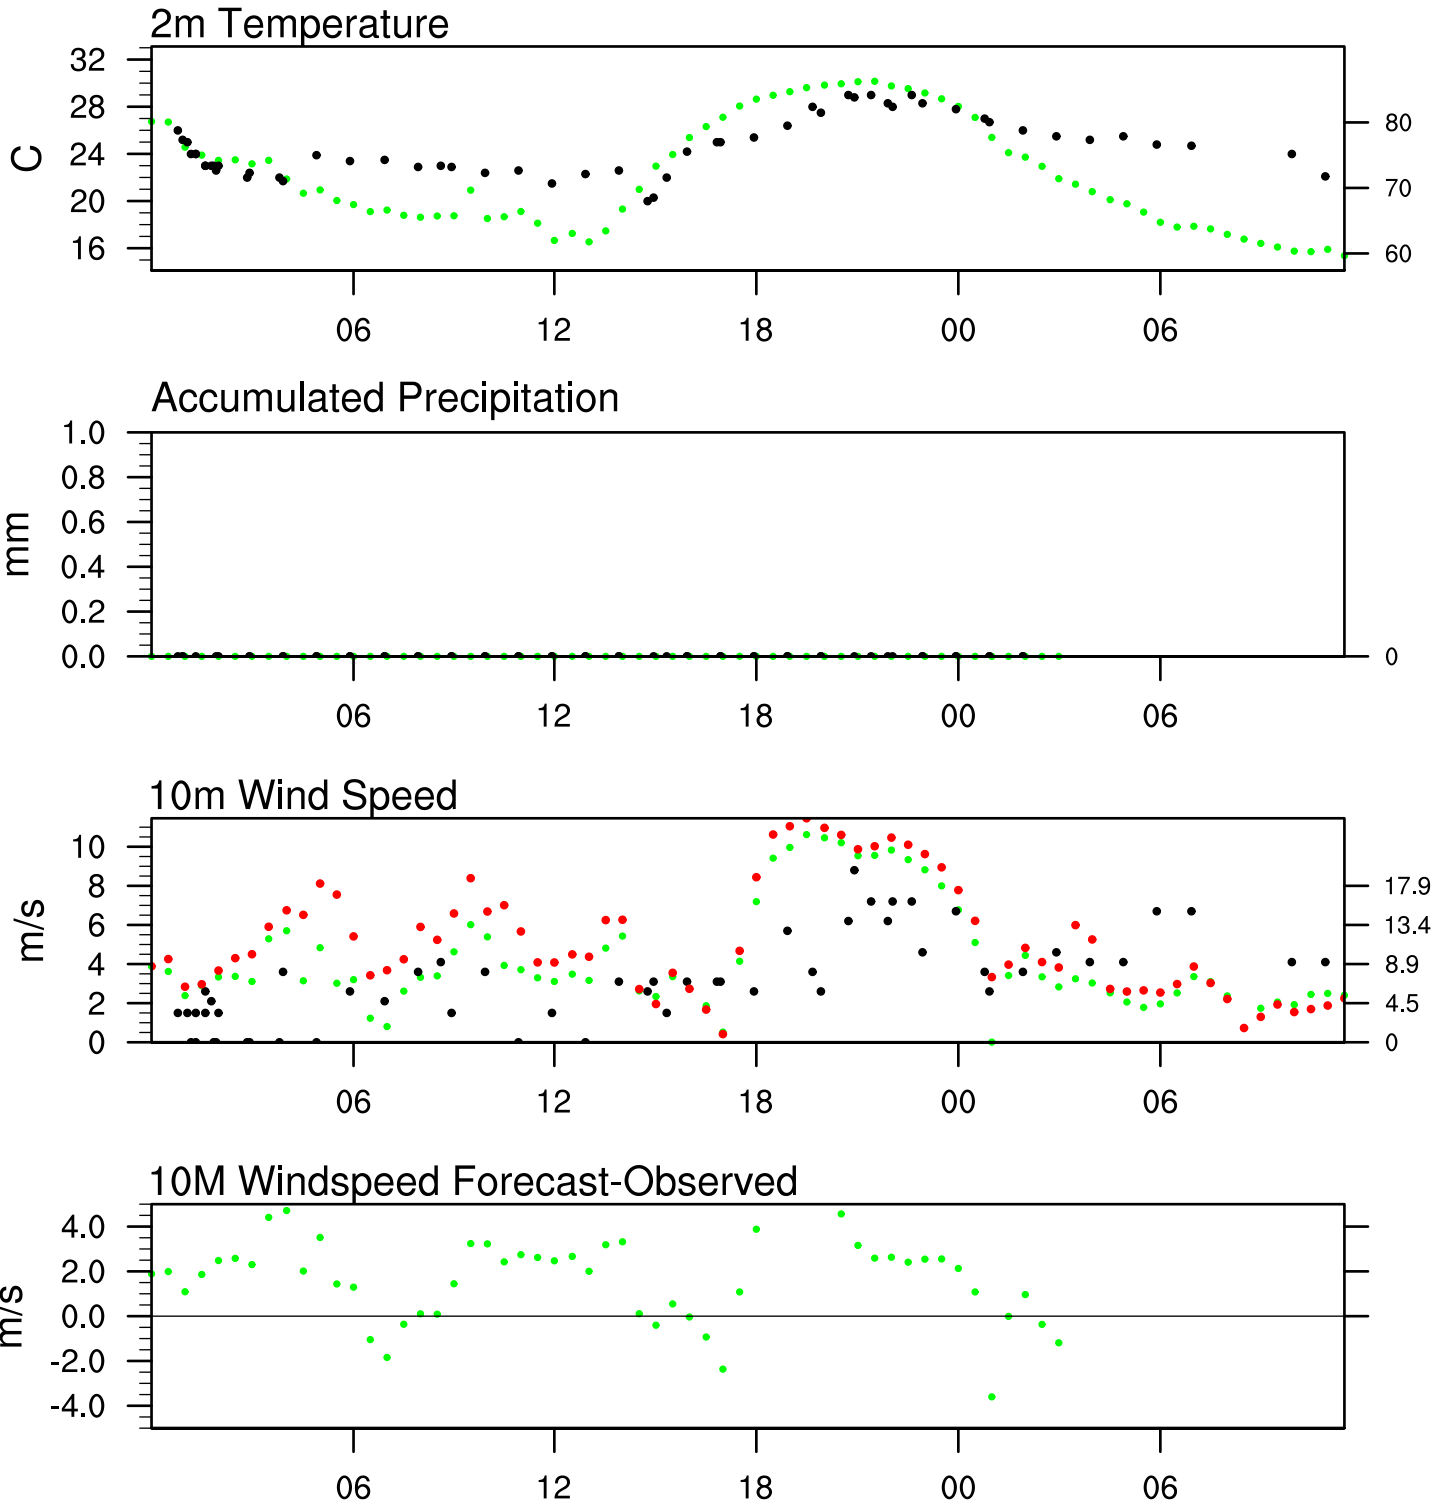 2m Temperature
32
28
24
20
16
C
80
70
60
06 12 18 00 06
Accumulated Precipitation
1.0
0.8
0.6
0.4
0.2
0.0
mm
0
06 12 18 00 06
10m Wind Speed
10
8
6
4
2
0
m/s
17.9
13.4
8.9
4.5
0
06 12 18 00 06
10M Windspeed Forecast-Observed
4.0
2.0
0.0
-2.0
-4.0
m/s
06 12 18 00 06